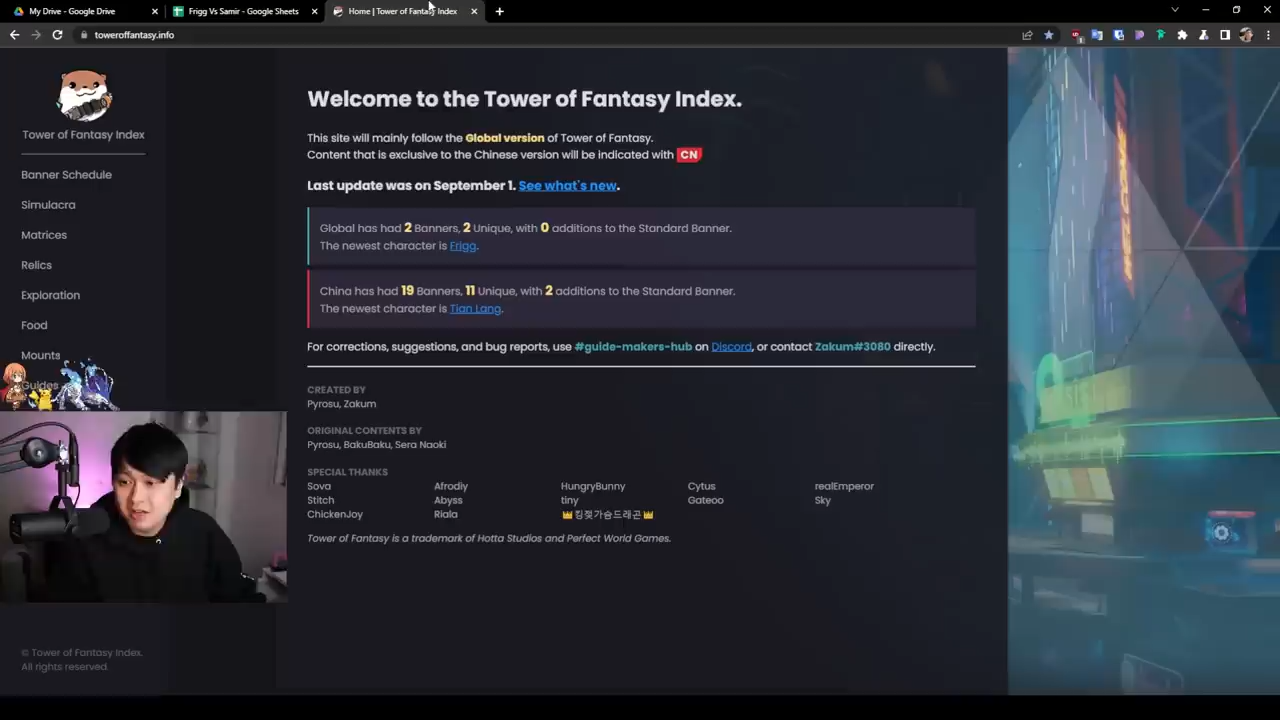 My Drive - Google Drive
Frigg Vs Samir - Google Sheets
Home | Tower of Fantasy Index
toweroffantasy.info
Tower of Fantasy Index
Banner Schedule
Simulacra
Matrices
Relics
Exploration
Food
Mounts
Guides
© Tower of Fantasy Index.
All rights reserved.
Welcome to the Tower of Fantasy Index.
This site will mainly follow the Global version of Tower of Fantasy.
Content that is exclusive to the Chinese version will be indicated with CN
Last update was on September 1. See what's new.
Global has had 2 Banners, 2 Unique, with 0 additions to the Standard Banner.
The newest character is Frigg.
China has had 19 Banners, 11 Unique, with 2 additions to the Standard Banner.
The newest character is Tian Lang.
For corrections, suggestions, and bug reports, use #guide-makers-hub on Discord, or contact Zakum#3080 directly.
CREATED BY
Pyrosu, Zakum
ORIGINAL CONTENTS BY
Pyrosu, BakuBaku, Sera Naoki
SPECIAL THANKS
Sova Afrodiy HungryBunny Cytus realEmperor
Stitch Abyss tiny Gateoo Sky
ChickenJoy Riala 👑킹젖가슴드래곤👑
Tower of Fantasy is a trademark of Hotta Studios and Perfect World Games.